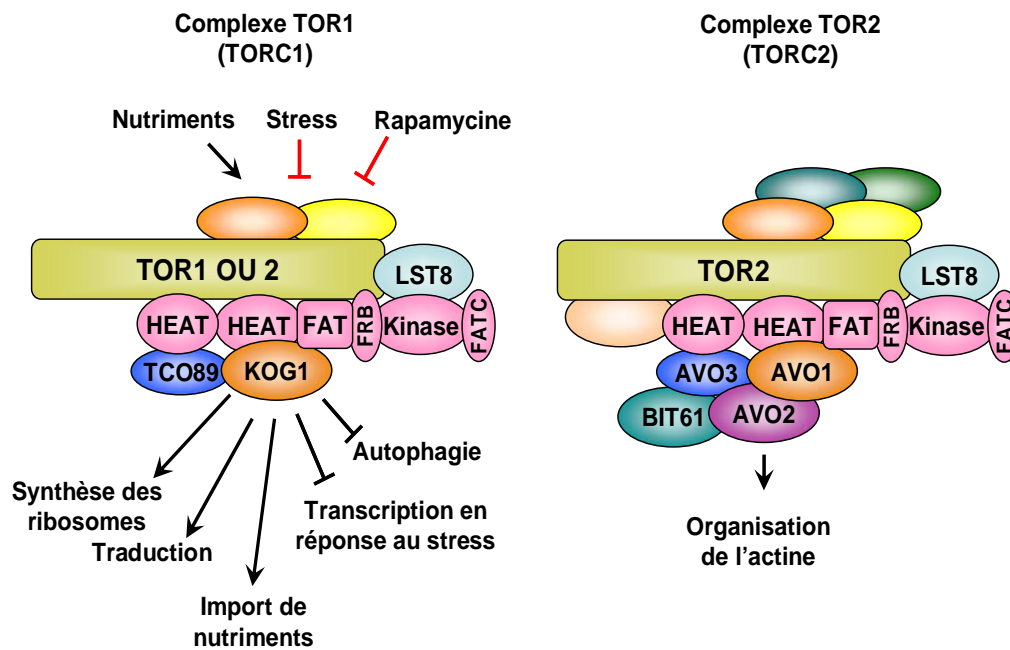 Complexe TOR1
(TORC1)
Nutriments
Stress
Rapamycine
TOR1 OU 2
LST8
HEAT
HEAT
FAT
FRB
Kinase
FATC
TCO89
KOG1
Autophagie
Synthèse des
ribosomes
Transcription en
réponse au stress
Traduction
Import de
nutriments
Complexe TOR2
(TORC2)
TOR2
LST8
HEAT
HEAT
FAT
FRB
Kinase
FATC
AVO3
AVO1
BIT61
AVO2
Organisation
de l'actine